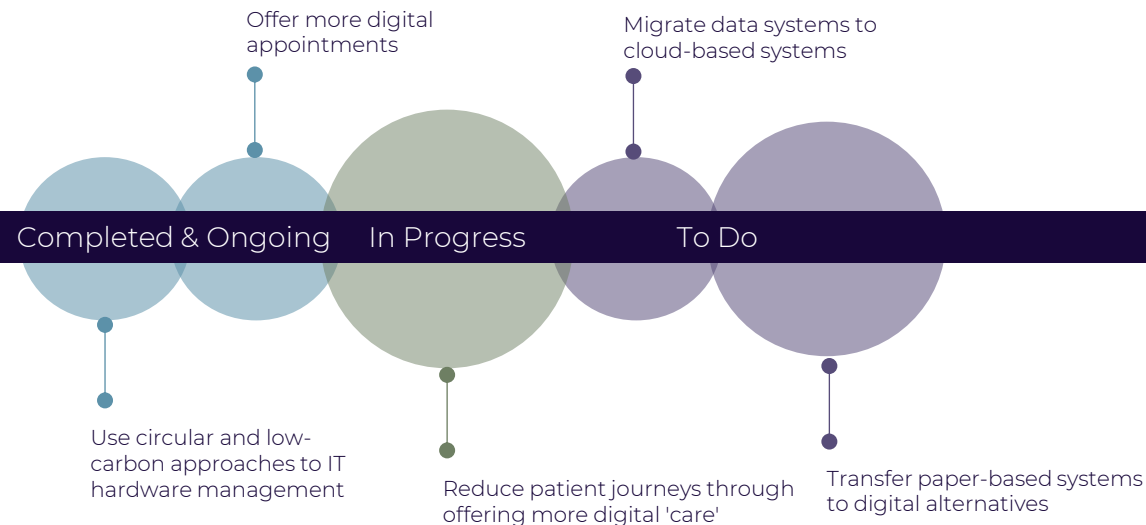 Offer more digital
appointments
Migrate data systems to
cloud-based systems
Completed & Ongoing
In Progress
To Do
Use circular and low-
carbon approaches to IT
hardware management
Reduce patient journeys through
offering more digital 'care'
Transfer paper-based systems
to digital alternatives